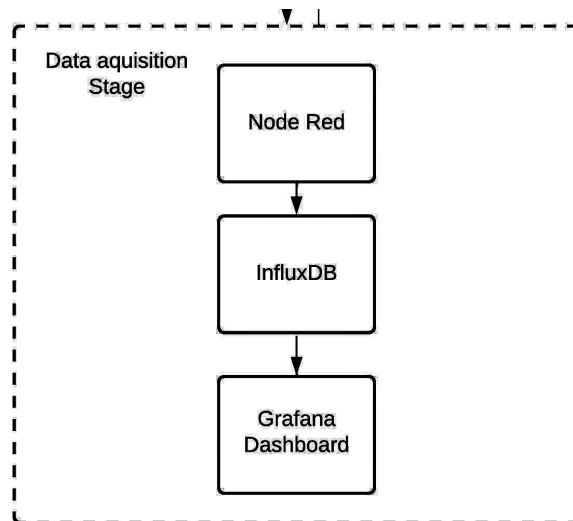 Data aquisition
Stage
Node Red
InfluxDB
Grafana
Dashboard